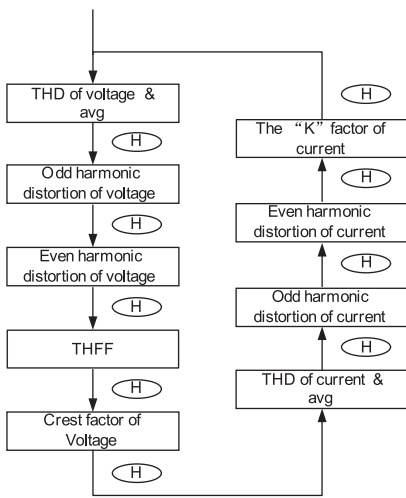 THD of voltage &
avg
H
Odd harmonic
distortion of voltage
H
Even harmonic
distortion of voltage
H
THFF
H
Crest factor of
Voltage
H
THD of current &
avg
H
Odd harmonic
distortion of current
H
Even harmonic
distortion of current
H
The “K” factor of
current
H